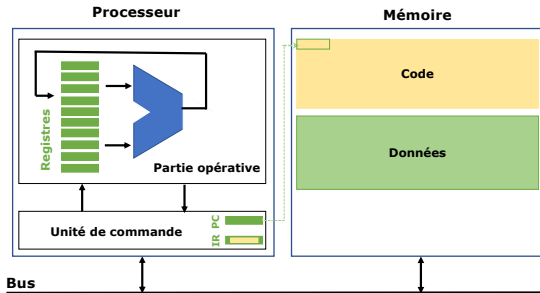 Processeur
Mémoire
Registres
Code
Données
Partie opérative
Unité de commande
PC
IR
Bus